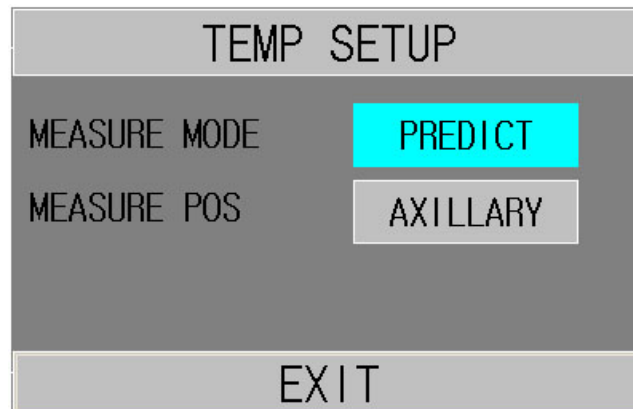 TEMP SETUP
MEASURE MODE PREDICT
MEASURE POS AXILLARY
EXIT